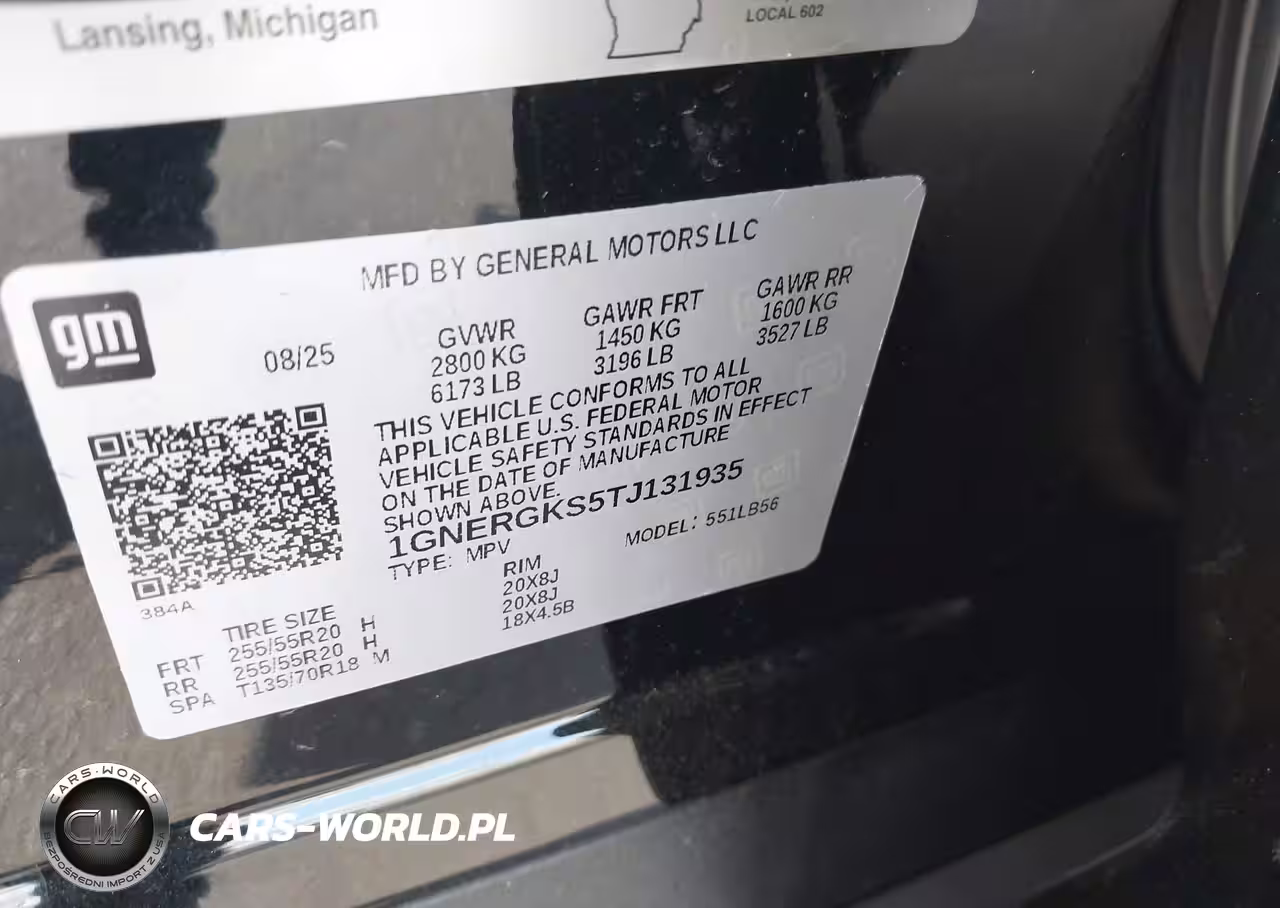 Lansing, Michigan
LOCAL 602
MFD BY GENERAL MOTORS LLC
gm
08/25
GVWR
2800 KG
6173 LB
GAWR FRT
1450 KG
3196 LB
GAWR RR
1600 KG
3527 LB
THIS VEHICLE CONFORMS TO ALL
APPLICABLE U.S. FEDERAL MOTOR
VEHICLE SAFETY STANDARDS IN EFFECT
ON THE DATE OF MANUFACTURE
SHOWN ABOVE.
1GNERGKS5TJ131935
TYPE: MPV
MODEL: 551LB56
384A
TIRE SIZE
RIM
FRT 255/55R20 H 20X8J
RR 255/55R20 H 20X8J
SPA T135/70R18 M 18X4.5B
CARS-WORLD
CW
BEZPOŚREDNI IMPORT Z USA
CARS-WORLD.PL